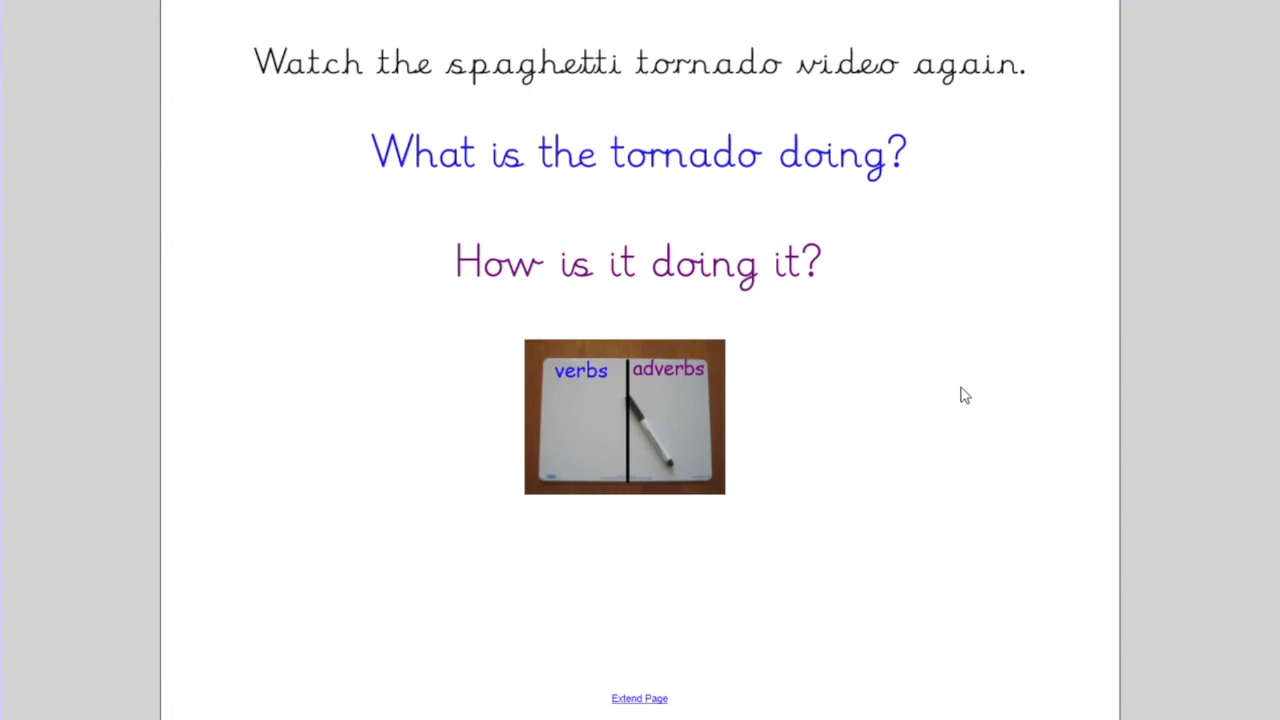 Watch the spaghetti tornado video again.
What is the tornado doing?
How is it doing it?
verbs adverbs
Extend Page